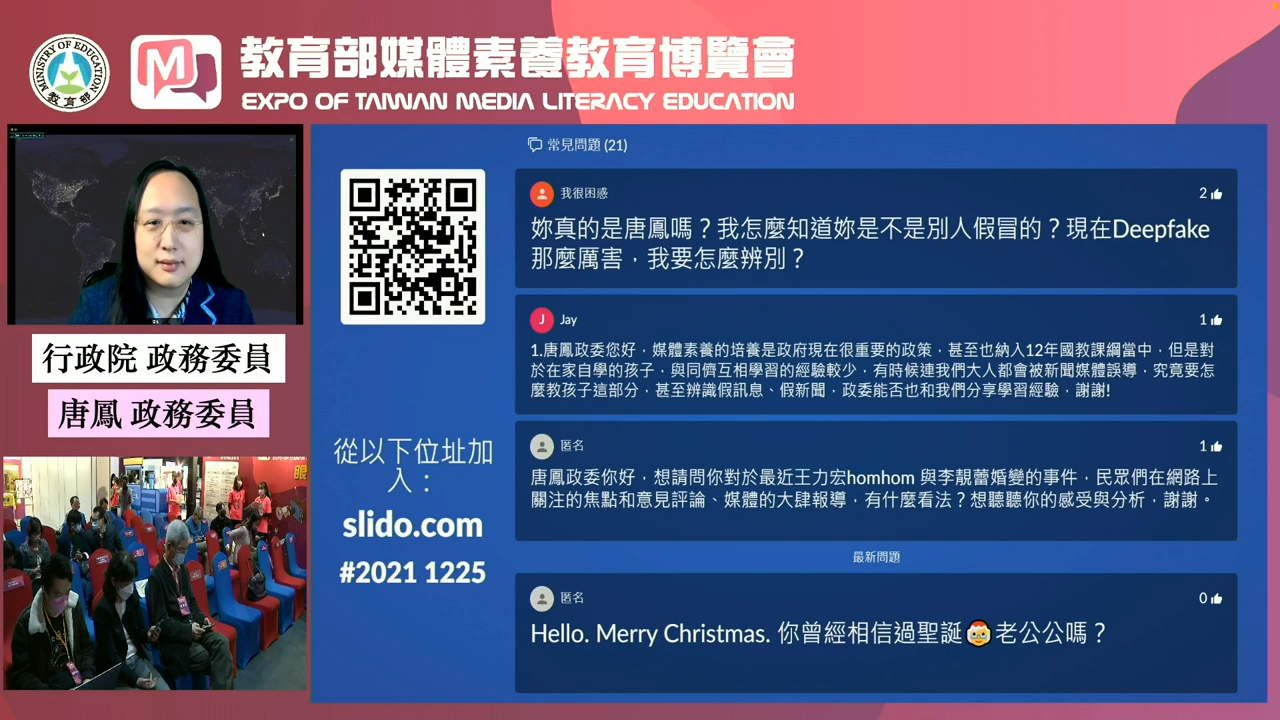 MINISTRY OF EDUCATION
教育部
M
教育部媒體素養教育博覽會
EXPO OF TAIWAN MEDIA LITERACY EDUCATION
行政院 政務委員
唐鳳 政務委員
從以下位址加
入：
slido.com
#2021 1225
常見問題 (21)
我很困惑
2
妳真的是唐鳳嗎？我怎麼知道妳是不是別人假冒的？現在Deepfake
那麼厲害，我要怎麼辨別？
J Jay
1
1.唐鳳政委您好，媒體素養的培養是政府現在很重要的政策，甚至也納入12年國教課綱當中，但是對
於在家自學的孩子，與同儕互相學習的經驗較少，有時候連我們大人都會被新聞媒體誤導，究竟要怎
麼教孩子這部分，甚至辨識假訊息、假新聞，政委能否也和我們分享學習經驗，謝謝!
匿名
1
唐鳳政委你好，想請問你對於最近王力宏homhom 與李靚蕾婚變的事件，民眾們在網路上
關注的焦點和意見評論、媒體的大肆報導，有什麼看法？想聽聽你的感受與分析，謝謝。
最新問題
匿名
0
Hello. Merry Christmas. 你曾經相信過聖誕🎅老公公嗎？